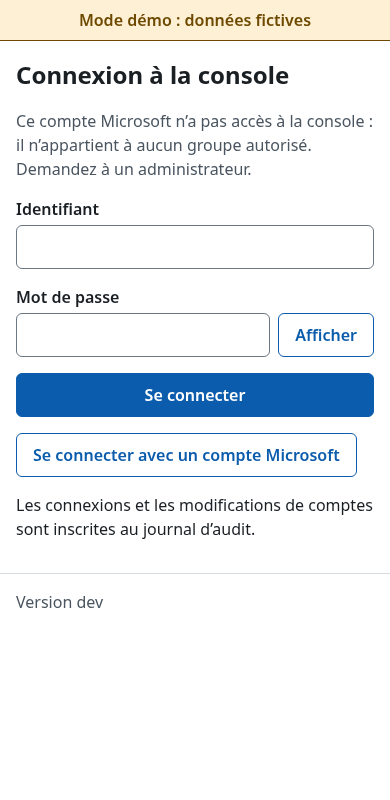 Mode démo : données fictives
Connexion à la console
Ce compte Microsoft n’a pas accès à la console :
il n’appartient à aucun groupe autorisé.
Demandez à un administrateur.
Identifiant
Mot de passe
Afficher
Se connecter
Se connecter avec un compte Microsoft
Les connexions et les modifications de comptes
sont inscrites au journal d’audit.
Version dev